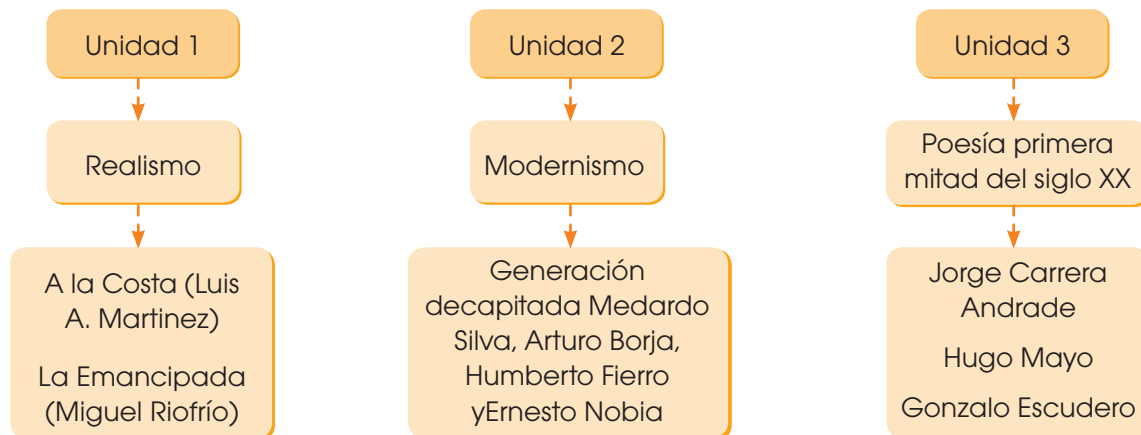 Unidad 1
Realismo
A la Costa (Luis
A. Martinez)
La Emancipada
(Miguel Riofrío)
Unidad 2
Modernismo
Generación
decapitada Medardo
Silva, Arturo Borja,
Humberto Fierro
yErnesto Nobia
Unidad 3
Poesía primera
mitad del siglo XX
Jorge Carrera
Andrade
Hugo Mayo
Gonzalo Escudero